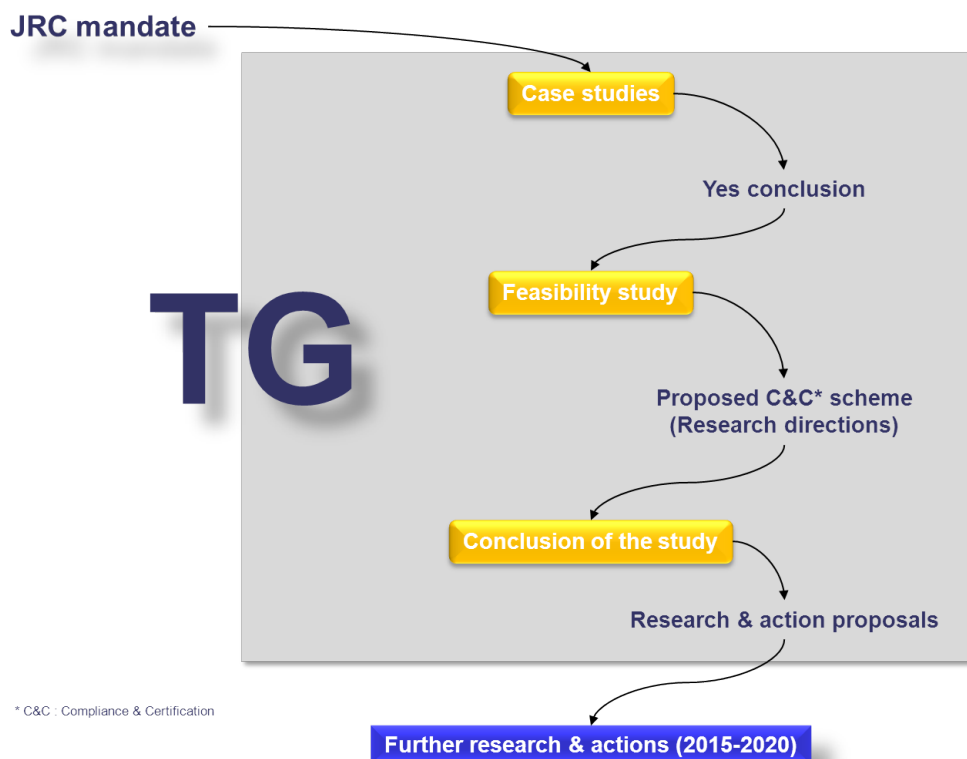 JRC mandate
Case studies
Yes conclusion
Feasibility study
TG
Proposed C&C* scheme
(Research directions)
Conclusion of the study
Research & action proposals
* C&C : Compliance & Certification
Further research & actions (2015-2020)